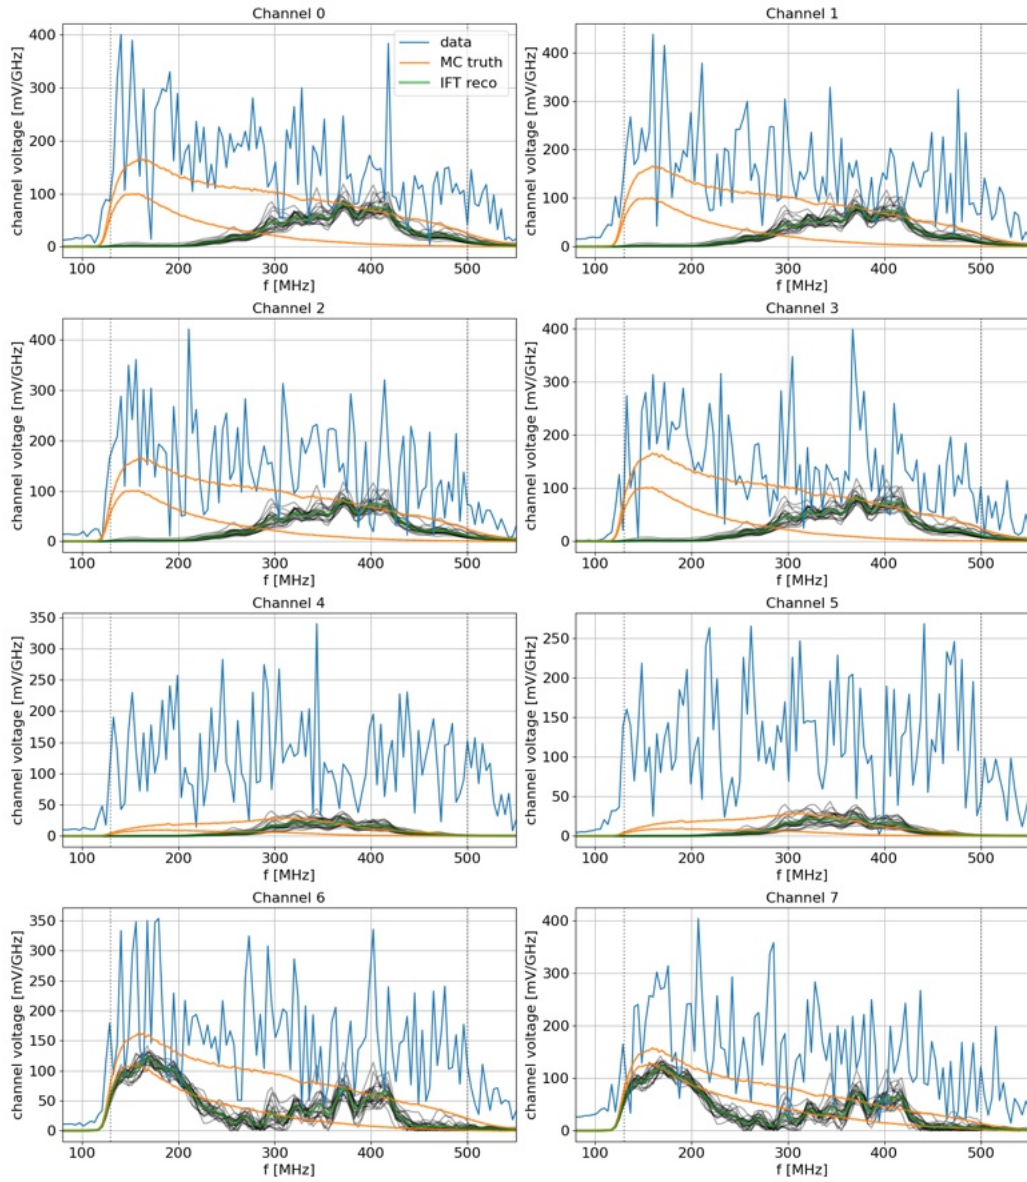 Channel 0
channel voltage [mV/GHz]
400
300
200
100
0
data
MC truth
IFT reco
100 200 300 400 500
f [MHz]
Channel 1
channel voltage [mV/GHz]
400
300
200
100
0
100 200 300 400 500
f [MHz]
Channel 2
channel voltage [mV/GHz]
400
300
200
100
0
100 200 300 400 500
f [MHz]
Channel 3
channel voltage [mV/GHz]
400
300
200
100
0
100 200 300 400 500
f [MHz]
Channel 4
channel voltage [mV/GHz]
350
300
250
200
150
100
50
0
100 200 300 400 500
f [MHz]
Channel 5
channel voltage [mV/GHz]
250
200
150
100
50
0
100 200 300 400 500
f [MHz]
Channel 6
channel voltage [mV/GHz]
350
300
250
200
150
100
50
0
100 200 300 400 500
f [MHz]
Channel 7
channel voltage [mV/GHz]
400
300
200
100
0
100 200 300 400 500
f [MHz]